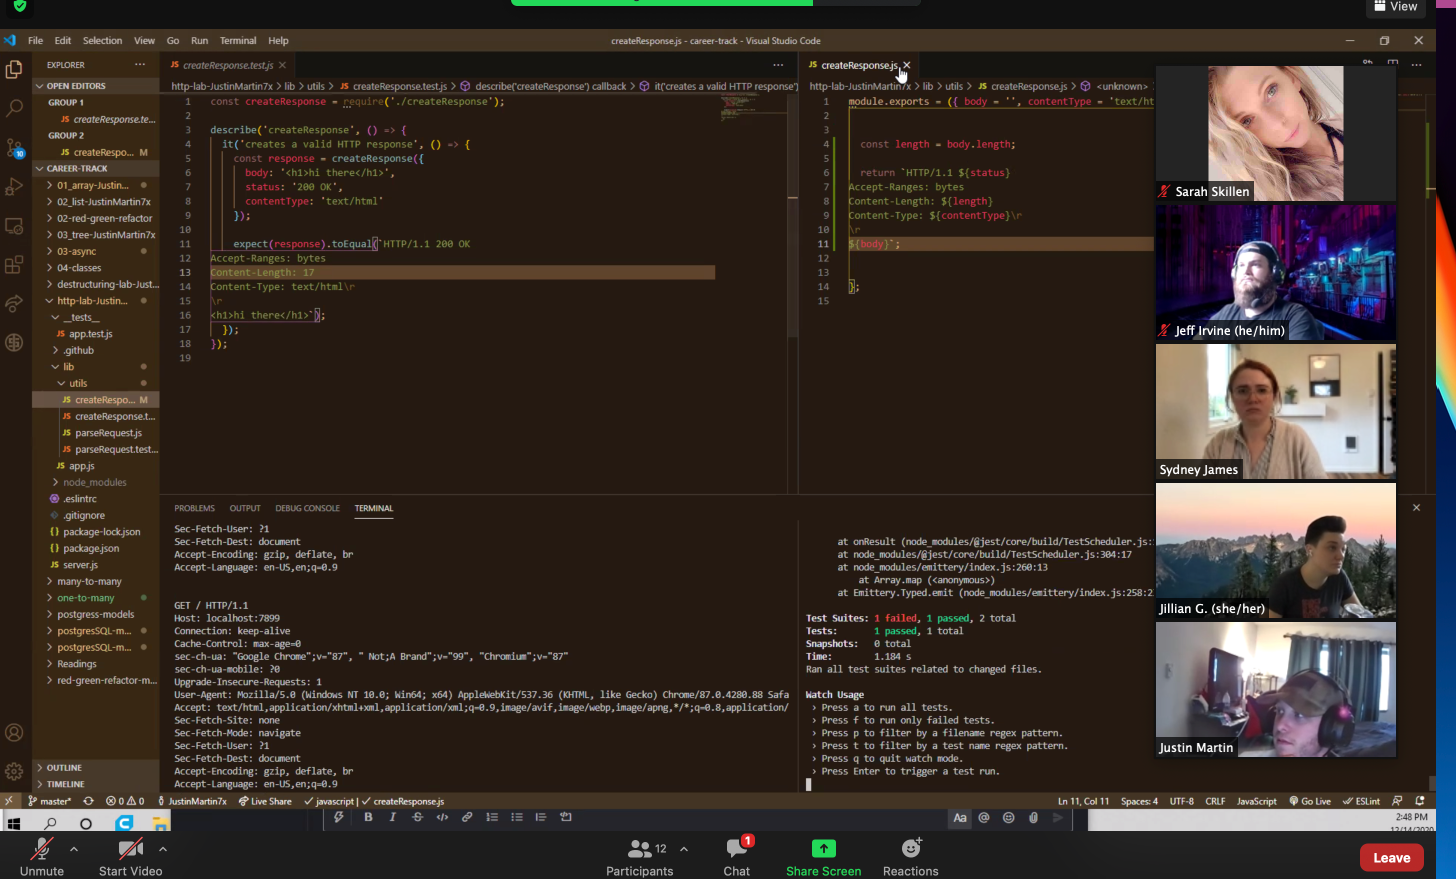 View
File Edit Selection View Go Run Terminal Help
createResponse.js - career-track - Visual Studio Code
EXPLORER
OPEN EDITORS
GROUP 1
createResponse.te...
GROUP 2
JS createRespo... M
CAREER-TRACK
01_array-Justin...
02_list-JustinMartin7x
02-red-green-refactor
03_tree-JustinMartin7x
03-async
04-classes
destructuring-lab-Just...
http-lab-Justin...
__tests__
JS app.test.js
.github
lib
utils
JS createRespo... M
JS createResponse.t...
JS parseRequest.js
JS parseRequest.test...
JS app.js
node_modules
.eslintrc
.gitignore
{} package-lock.json
{} package.json
JS server.js
many-to-many
one-to-many
postgress-models
postgresSQL-m...
postgresSQL-m...
Readings
red-green-refactor-m...
OUTLINE
TIMELINE
JS createResponse.test.js
http-lab-JustinMartin7x > lib > utils > JS createResponse.test.js > describe('createResponse') callback > it('creates a valid HTTP response')
1 const createResponse = require('./createResponse');
2
3 describe('createResponse', () => {
4 it('creates a valid HTTP response', () => {
5 const response = createResponse({
6 body: '<h1>hi there</h1>',
7 status: '200 OK',
8 contentType: 'text/html'
9 });
10
11 expect(response).toEqual(`HTTP/1.1 200 OK
12 Accept-Ranges: bytes
13 Content-Length: 17
14 Content-Type: text/html\r
15 \r
16 <h1>hi there</h1>`);
17 });
18 });
19
JS createResponse.js
http-lab-JustinMartin7x > lib > utils > JS createResponse.js > <unknown>
1 module.exports = ({ body = '', contentType = 'text/ht
2
3
4 const length = body.length;
5
6 return `HTTP/1.1 ${status}
7 Accept-Ranges: bytes
8 Content-Length: ${length}
9 Content-Type: ${contentType}\r
10 \r
11 ${body}`;
12
13
14 };
15
PROBLEMS OUTPUT DEBUG CONSOLE TERMINAL
Sec-Fetch-User: ?1
Sec-Fetch-Dest: document
Accept-Encoding: gzip, deflate, br
Accept-Language: en-US,en;q=0.9
GET / HTTP/1.1
Host: localhost:7899
Connection: keep-alive
Cache-Control: max-age=0
sec-ch-ua: "Google Chrome";v="87", " Not;A Brand";v="99", "Chromium";v="87"
sec-ch-ua-mobile: ?0
Upgrade-Insecure-Requests: 1
User-Agent: Mozilla/5.0 (Windows NT 10.0; Win64; x64) AppleWebKit/537.36 (KHTML, like Gecko) Chrome/87.0.4280.88 Safa
Accept: text/html,application/xhtml+xml,application/xml;q=0.9,image/avif,image/webp,image/apng,*/*;q=0.8,application/
Sec-Fetch-Site: none
Sec-Fetch-Mode: navigate
Sec-Fetch-User: ?1
Sec-Fetch-Dest: document
Accept-Encoding: gzip, deflate, br
Accept-Language: en-US,en;q=0.9
at onResult (node_modules/@jest/core/build/TestScheduler.js:
at node_modules/@jest/core/build/TestScheduler.js:304:17
at node_modules/emittery/index.js:260:13
at Array.map (<anonymous>)
at Emittery.Typed.emit (node_modules/emittery/index.js:258:2
Test Suites: 1 failed, 1 passed, 2 total
Tests: 1 passed, 1 total
Snapshots: 0 total
Time: 1.184 s
Ran all test suites related to changed files.
Watch Usage
› Press a to run all tests.
› Press f to run only failed tests.
› Press p to filter by a filename regex pattern.
› Press t to filter by a test name regex pattern.
› Press q to quit watch mode.
› Press Enter to trigger a test run.
Sarah Skillen
Jeff Irvine (he/him)
Sydney James
Jillian G. (she/her)
Justin Martin
10
master* 0 0 JustinMartin7x Live Share javascript | createResponse.js
Ln 11, Col 11 Spaces: 4 UTF-8 CRLF JavaScript Go Live ESLint
B I S </>
Aa @
2:48 PM
12/14/2020
Unmute
Start Video
12
Participants
1
Chat
Share Screen
Reactions
Leave